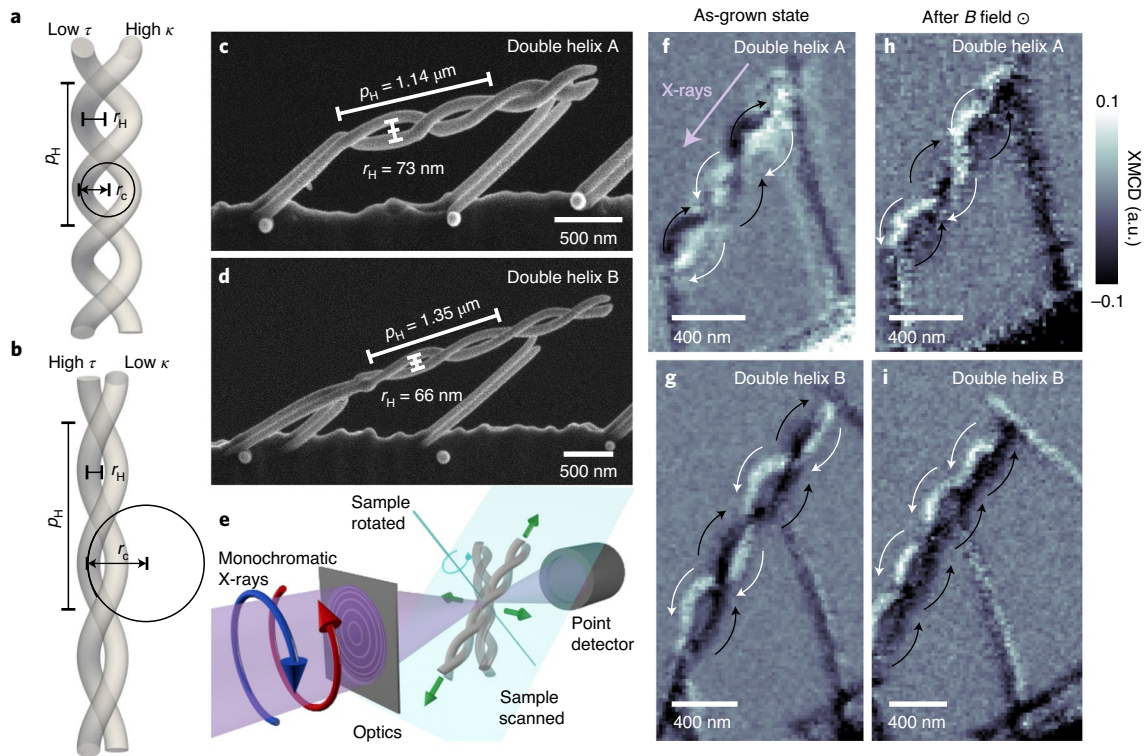 a
Low τ High κ
p_H
r_H
r_c
b
High τ Low κ
p_H
r_H
r_c
c
Double helix A
p_H = 1.14 μm
r_H = 73 nm
500 nm
d
Double helix B
p_H = 1.35 μm
r_H = 66 nm
500 nm
e
Sample
rotated
Monochromatic
X-rays
Optics
Point
detector
Sample
scanned
As-grown state
f
Double helix A
X-rays
400 nm
g
Double helix B
400 nm
After B field ⊙
h
Double helix A
400 nm
i
Double helix B
400 nm
0.1
XMCD (a.u.)
−0.1